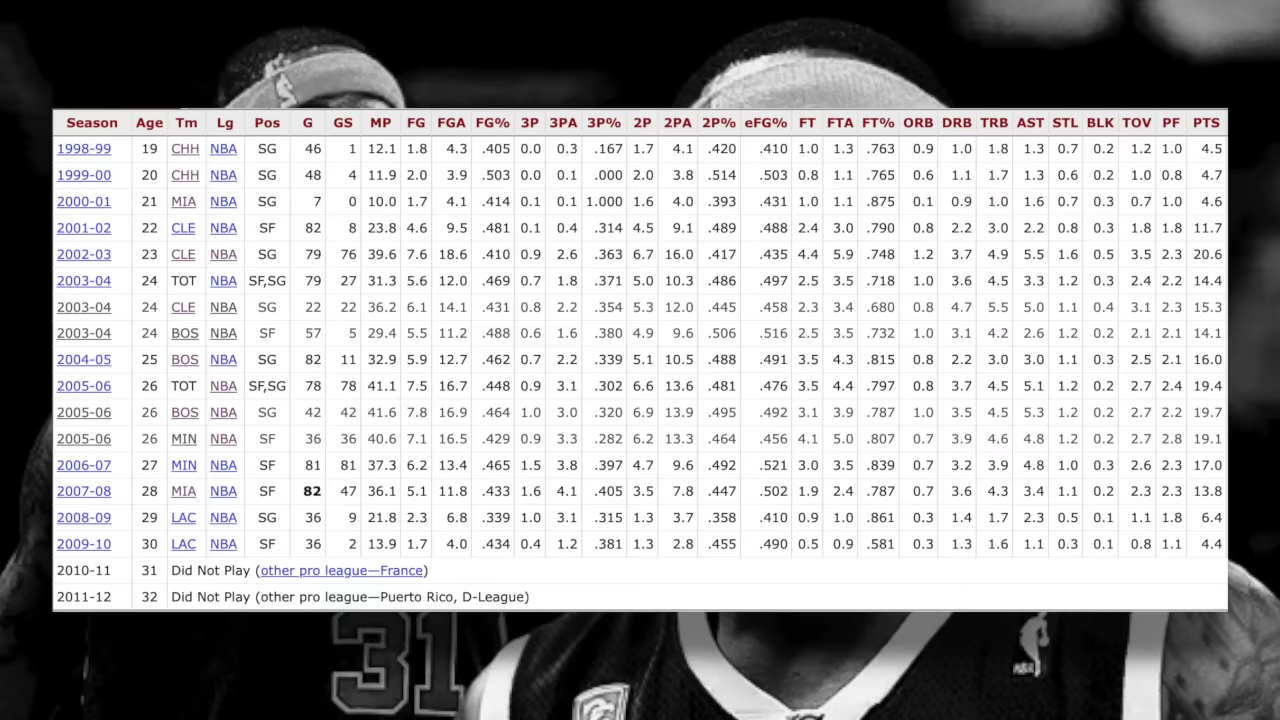 Season Age Tm Lg Pos G GS MP FG FGA FG% 3P 3PA 3P% 2P 2PA 2P% eFG% FT FTA FT% ORB DRB TRB AST STL BLK TOV PF PTS
1998-99 19 CHH NBA SG 46 1 12.1 1.8 4.3 .405 0.0 0.3 .167 1.7 4.1 .420 .410 1.0 1.3 .763 0.9 1.0 1.8 1.3 0.7 0.2 1.2 1.0 4.5
1999-00 20 CHH NBA SG 48 4 11.9 2.0 3.9 .503 0.0 0.1 .000 2.0 3.8 .514 .503 0.8 1.1 .765 0.6 1.1 1.7 1.3 0.6 0.2 1.0 0.8 4.7
2000-01 21 MIA NBA SG 7 0 10.0 1.7 4.1 .414 0.1 0.1 1.000 1.6 4.0 .393 .431 1.0 1.1 .875 0.1 0.9 1.0 1.6 0.7 0.3 0.7 1.0 4.6
2001-02 22 CLE NBA SF 82 8 23.8 4.6 9.5 .481 0.1 0.4 .314 4.5 9.1 .489 .488 2.4 3.0 .790 0.8 2.2 3.0 2.2 0.8 0.3 1.8 1.8 11.7
2002-03 23 CLE NBA SG 79 76 39.6 7.6 18.6 .410 0.9 2.6 .363 6.7 16.0 .417 .435 4.4 5.9 .748 1.2 3.7 4.9 5.5 1.6 0.5 3.5 2.3 20.6
2003-04 24 TOT NBA SF,SG 79 27 31.3 5.6 12.0 .469 0.7 1.8 .371 5.0 10.3 .486 .497 2.5 3.5 .718 1.0 3.6 4.5 3.3 1.2 0.3 2.4 2.2 14.4
2003-04 24 CLE NBA SG 22 22 36.2 6.1 14.1 .431 0.8 2.2 .354 5.3 12.0 .445 .458 2.3 3.4 .680 0.8 4.7 5.5 5.0 1.1 0.4 3.1 2.3 15.3
2003-04 24 BOS NBA SF 57 5 29.4 5.5 11.2 .488 0.6 1.6 .380 4.9 9.6 .506 .516 2.5 3.5 .732 1.0 3.1 4.2 2.6 1.2 0.2 2.1 2.1 14.1
2004-05 25 BOS NBA SG 82 11 32.9 5.9 12.7 .462 0.7 2.2 .339 5.1 10.5 .488 .491 3.5 4.3 .815 0.8 2.2 3.0 3.0 1.1 0.3 2.5 2.1 16.0
2005-06 26 TOT NBA SF,SG 78 78 41.1 7.5 16.7 .448 0.9 3.1 .302 6.6 13.6 .481 .476 3.5 4.4 .797 0.8 3.7 4.5 5.1 1.2 0.2 2.7 2.4 19.4
2005-06 26 BOS NBA SG 42 42 41.6 7.8 16.9 .464 1.0 3.0 .320 6.9 13.9 .495 .492 3.1 3.9 .787 1.0 3.5 4.5 5.3 1.2 0.2 2.7 2.2 19.7
2005-06 26 MIN NBA SF 36 36 40.6 7.1 16.5 .429 0.9 3.3 .282 6.2 13.3 .464 .456 4.1 5.0 .807 0.7 3.9 4.6 4.8 1.2 0.2 2.7 2.8 19.1
2006-07 27 MIN NBA SF 81 81 37.3 6.2 13.4 .465 1.5 3.8 .397 4.7 9.6 .492 .521 3.0 3.5 .839 0.7 3.2 3.9 4.8 1.0 0.3 2.6 2.3 17.0
2007-08 28 MIA NBA SF 82 47 36.1 5.1 11.8 .433 1.6 4.1 .405 3.5 7.8 .447 .502 1.9 2.4 .787 0.7 3.6 4.3 3.4 1.1 0.2 2.3 2.3 13.8
2008-09 29 LAC NBA SG 36 9 21.8 2.3 6.8 .339 1.0 3.1 .315 1.3 3.7 .358 .410 0.9 1.0 .861 0.3 1.4 1.7 2.3 0.5 0.1 1.1 1.8 6.4
2009-10 30 LAC NBA SF 36 2 13.9 1.7 4.0 .434 0.4 1.2 .381 1.3 2.8 .455 .490 0.5 0.9 .581 0.3 1.3 1.6 1.1 0.3 0.1 0.8 1.1 4.4
2010-11 31 Did Not Play (other pro league—France)
2011-12 32 Did Not Play (other pro league—Puerto Rico, D-League)
31
NBA